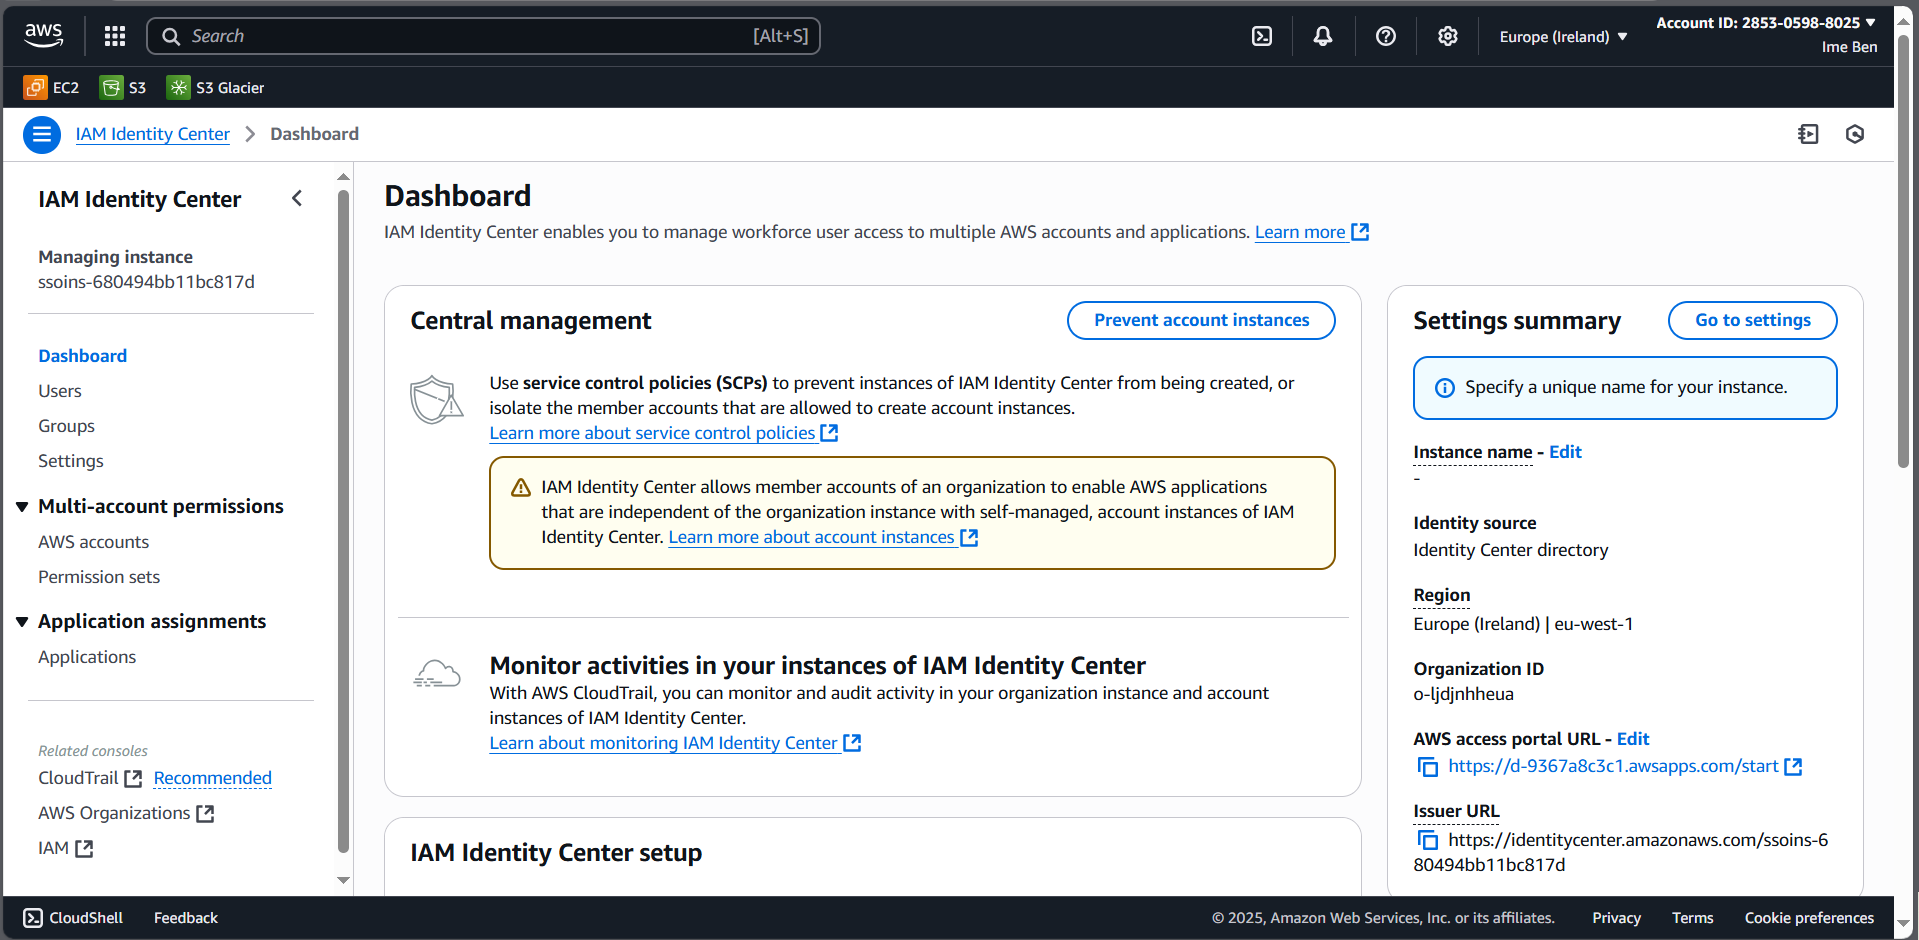 aws
Search [Alt+S]
Europe (Ireland)
Account ID: 2853-0598-8025
Ime Ben
EC2 S3 S3 Glacier
IAM Identity Center Dashboard
IAM Identity Center
Managing instance
ssoins-680494bb11bc817d
Dashboard
Users
Groups
Settings
Multi-account permissions
AWS accounts
Permission sets
Application assignments
Applications
Related consoles
CloudTrail Recommended
AWS Organizations
IAM
Dashboard
IAM Identity Center enables you to manage workforce user access to multiple AWS accounts and applications. Learn more
Central management
Prevent account instances
Use service control policies (SCPs) to prevent instances of IAM Identity Center from being created, or
isolate the member accounts that are allowed to create account instances.
Learn more about service control policies
IAM Identity Center allows member accounts of an organization to enable AWS applications
that are independent of the organization instance with self-managed, account instances of IAM
Identity Center. Learn more about account instances
Monitor activities in your instances of IAM Identity Center
With AWS CloudTrail, you can monitor and audit activity in your organization instance and account
instances of IAM Identity Center.
Learn about monitoring IAM Identity Center
IAM Identity Center setup
Settings summary
Go to settings
Specify a unique name for your instance.
Instance name - Edit
-
Identity source
Identity Center directory
Region
Europe (Ireland) | eu-west-1
Organization ID
o-ljdjnhheua
AWS access portal URL - Edit
https://d-9367a8c3c1.awsapps.com/start
Issuer URL
https://identitycenter.amazonaws.com/ssoins-6
80494bb11bc817d
CloudShell Feedback
© 2025, Amazon Web Services, Inc. or its affiliates. Privacy Terms Cookie preferences